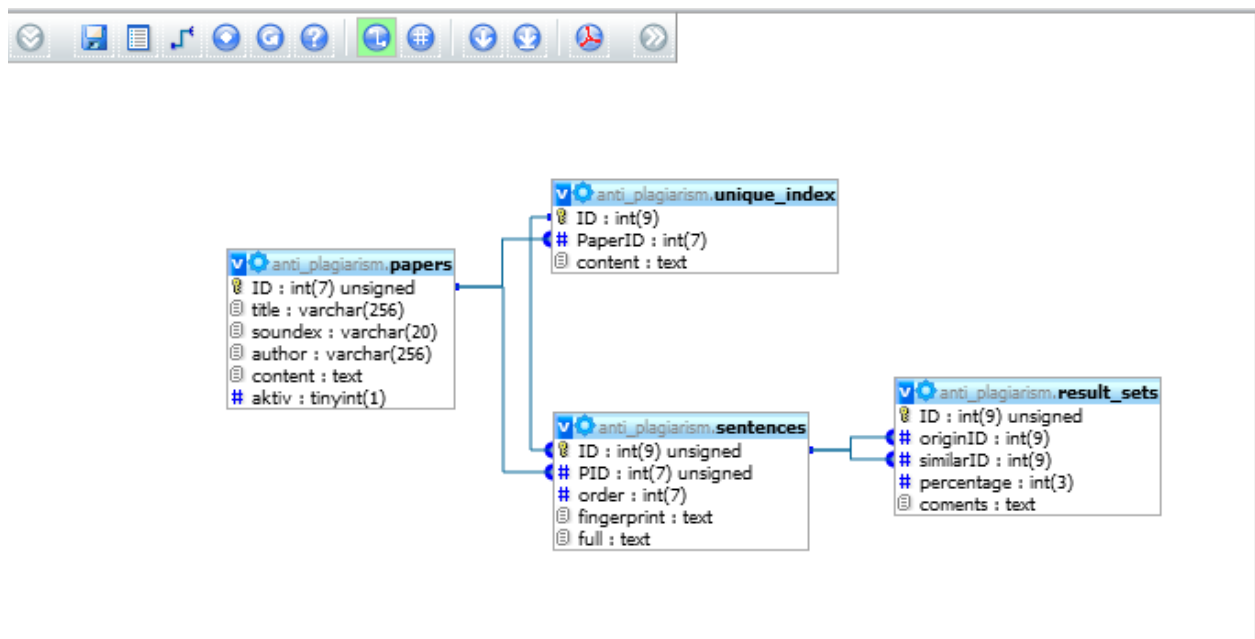 anti_plagiarism.unique_index
ID : int(9)
PaperID : int(7)
content : text
anti_plagiarism.papers
ID : int(7) unsigned
title : varchar(256)
soundex : varchar(20)
author : varchar(256)
content : text
aktiv : tinyint(1)
anti_plagiarism.sentences
ID : int(9) unsigned
PID : int(7) unsigned
order : int(7)
fingerprint : text
full : text
anti_plagiarism.result_sets
ID : int(9) unsigned
originID : int(9)
similarID : int(9)
percentage : int(3)
coments : text